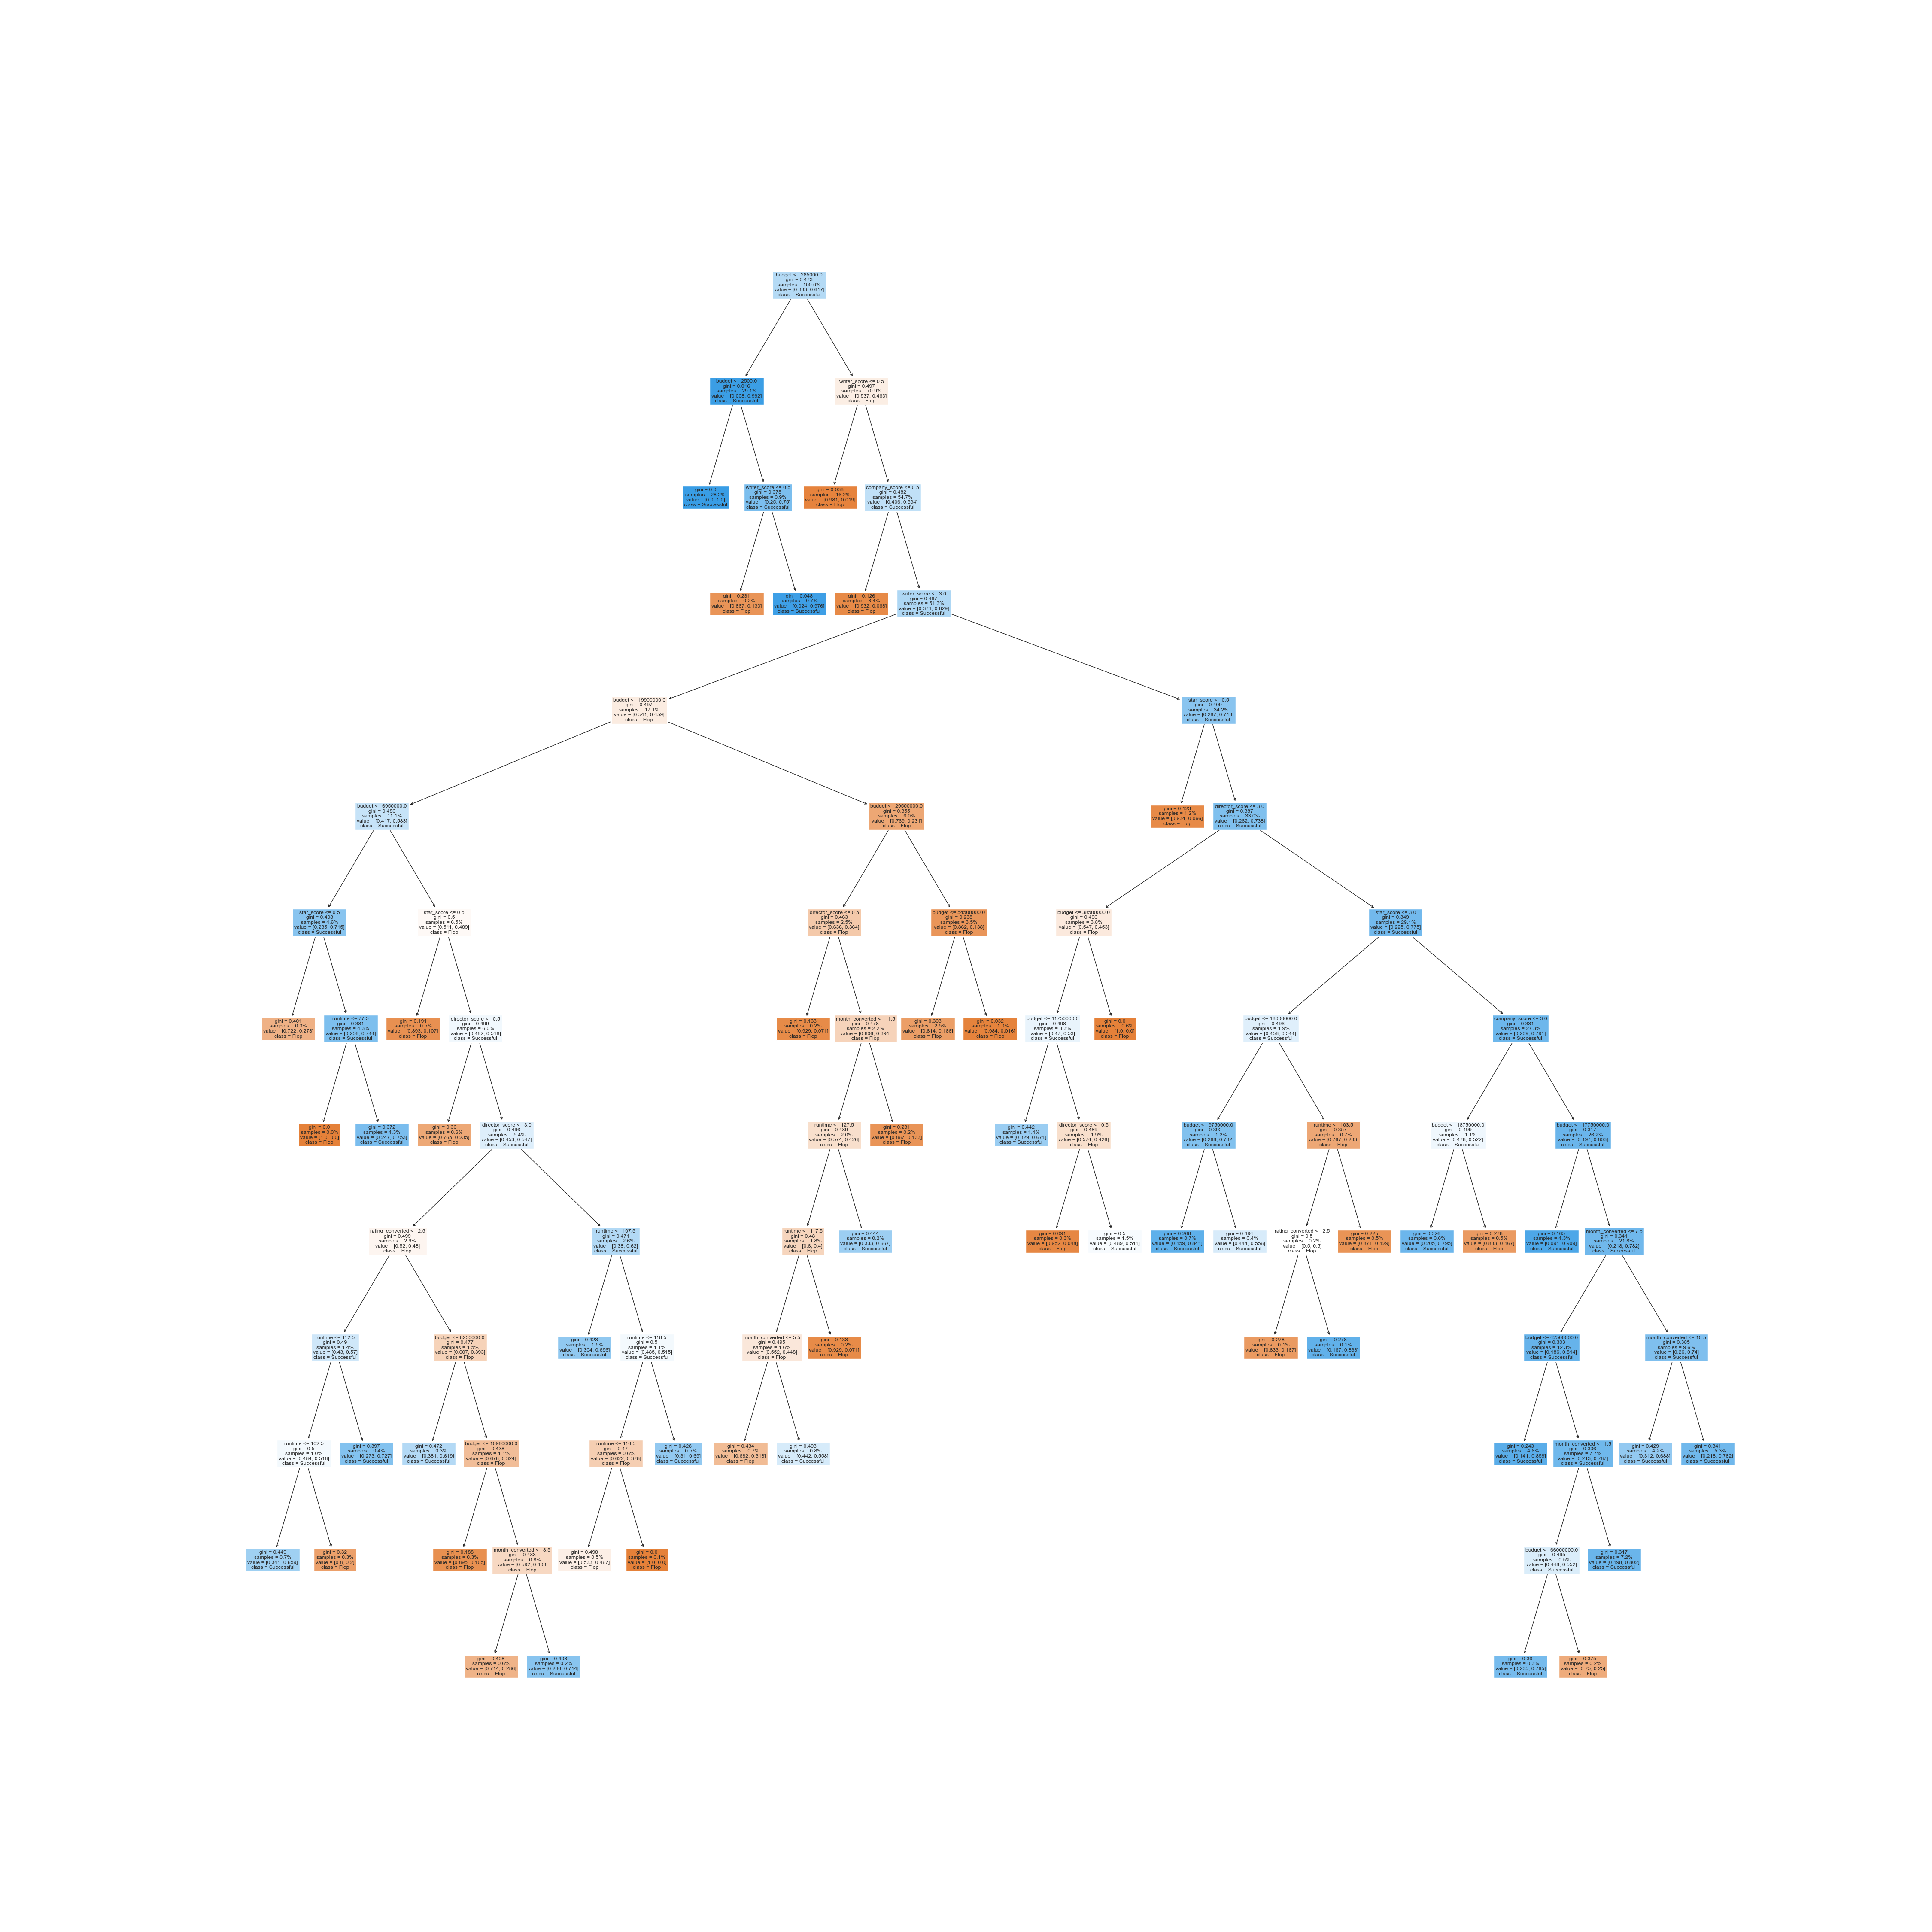 budget <= 285000.0
gini = 0.473
samples = 100.0%
value = [0.383, 0.617]
class = Successful
budget <= 2500.0
gini = 0.016
samples = 29.1%
value = [0.008, 0.992]
class = Successful
writer_score <= 0.5
gini = 0.497
samples = 70.9%
value = [0.537, 0.463]
class = Flop
gini = 0.0
samples = 28.2%
value = [0.0, 1.0]
class = Successful
writer_score <= 0.5
gini = 0.375
samples = 0.9%
value = [0.25, 0.75]
class = Successful
gini = 0.038
samples = 16.2%
value = [0.981, 0.019]
class = Flop
company_score <= 0.5
gini = 0.482
samples = 54.7%
value = [0.406, 0.594]
class = Successful
gini = 0.231
samples = 0.2%
value = [0.867, 0.133]
class = Flop
gini = 0.048
samples = 0.7%
value = [0.024, 0.976]
class = Successful
gini = 0.126
samples = 3.4%
value = [0.932, 0.068]
class = Flop
writer_score <= 3.0
gini = 0.467
samples = 51.3%
value = [0.371, 0.629]
class = Successful
budget <= 19900000.0
gini = 0.497
samples = 17.1%
value = [0.541, 0.459]
class = Flop
star_score <= 0.5
gini = 0.409
samples = 34.2%
value = [0.287, 0.713]
class = Successful
budget <= 6950000.0
gini = 0.486
samples = 11.1%
value = [0.417, 0.583]
class = Successful
budget <= 29500000.0
gini = 0.355
samples = 6.0%
value = [0.769, 0.231]
class = Flop
gini = 0.123
samples = 1.2%
value = [0.934, 0.066]
class = Flop
director_score <= 3.0
gini = 0.387
samples = 33.0%
value = [0.262, 0.738]
class = Successful
star_score <= 0.5
gini = 0.408
samples = 4.6%
value = [0.285, 0.715]
class = Successful
star_score <= 0.5
gini = 0.5
samples = 6.5%
value = [0.511, 0.489]
class = Flop
director_score <= 0.5
gini = 0.463
samples = 2.5%
value = [0.636, 0.364]
class = Flop
budget <= 54500000.0
gini = 0.238
samples = 3.5%
value = [0.862, 0.138]
class = Flop
budget <= 38500000.0
gini = 0.496
samples = 3.8%
value = [0.547, 0.453]
class = Flop
star_score <= 3.0
gini = 0.349
samples = 29.1%
value = [0.225, 0.775]
class = Successful
gini = 0.401
samples = 0.3%
value = [0.722, 0.278]
class = Flop
runtime <= 77.5
gini = 0.381
samples = 4.3%
value = [0.256, 0.744]
class = Successful
gini = 0.191
samples = 0.5%
value = [0.893, 0.107]
class = Flop
director_score <= 0.5
gini = 0.499
samples = 6.0%
value = [0.482, 0.518]
class = Successful
gini = 0.133
samples = 0.2%
value = [0.929, 0.071]
class = Flop
month_converted <= 11.5
gini = 0.478
samples = 2.2%
value = [0.606, 0.394]
class = Flop
gini = 0.303
samples = 2.5%
value = [0.814, 0.186]
class = Flop
gini = 0.032
samples = 1.0%
value = [0.984, 0.016]
class = Flop
budget <= 11750000.0
gini = 0.498
samples = 3.3%
value = [0.47, 0.53]
class = Successful
gini = 0.0
samples = 0.6%
value = [1.0, 0.0]
class = Flop
budget <= 18000000.0
gini = 0.496
samples = 1.9%
value = [0.456, 0.544]
class = Successful
company_score <= 3.0
gini = 0.331
samples = 27.3%
value = [0.209, 0.791]
class = Successful
gini = 0.0
samples = 0.0%
value = [1.0, 0.0]
class = Flop
gini = 0.372
samples = 4.3%
value = [0.247, 0.753]
class = Successful
gini = 0.36
samples = 0.6%
value = [0.765, 0.235]
class = Flop
director_score <= 3.0
gini = 0.496
samples = 5.4%
value = [0.453, 0.547]
class = Successful
runtime <= 127.5
gini = 0.489
samples = 2.0%
value = [0.574, 0.426]
class = Flop
gini = 0.231
samples = 0.2%
value = [0.867, 0.133]
class = Flop
gini = 0.442
samples = 1.4%
value = [0.329, 0.671]
class = Successful
director_score <= 0.5
gini = 0.489
samples = 1.9%
value = [0.574, 0.426]
class = Flop
budget <= 9750000.0
gini = 0.392
samples = 1.2%
value = [0.268, 0.732]
class = Successful
runtime <= 103.5
gini = 0.357
samples = 0.7%
value = [0.767, 0.233]
class = Flop
budget <= 18750000.0
gini = 0.499
samples = 1.1%
value = [0.478, 0.522]
class = Successful
budget <= 17750000.0
gini = 0.317
samples = 26.2%
value = [0.197, 0.803]
class = Successful
rating_converted <= 2.5
gini = 0.499
samples = 2.9%
value = [0.52, 0.48]
class = Flop
runtime <= 107.5
gini = 0.471
samples = 2.6%
value = [0.38, 0.62]
class = Successful
runtime <= 117.5
gini = 0.48
samples = 1.8%
value = [0.6, 0.4]
class = Flop
gini = 0.444
samples = 0.2%
value = [0.333, 0.667]
class = Successful
gini = 0.091
samples = 0.3%
value = [0.952, 0.048]
class = Flop
gini = 0.5
samples = 1.5%
value = [0.489, 0.511]
class = Successful
gini = 0.268
samples = 0.7%
value = [0.159, 0.841]
class = Successful
gini = 0.494
samples = 0.4%
value = [0.444, 0.556]
class = Successful
rating_converted <= 2.5
gini = 0.5
samples = 0.2%
value = [0.5, 0.5]
class = Flop
gini = 0.225
samples = 0.5%
value = [0.871, 0.129]
class = Flop
gini = 0.326
samples = 0.6%
value = [0.205, 0.795]
class = Successful
gini = 0.278
samples = 0.5%
value = [0.833, 0.167]
class = Flop
gini = 0.165
samples = 4.3%
value = [0.091, 0.909]
class = Successful
month_converted <= 7.5
gini = 0.341
samples = 21.8%
value = [0.218, 0.782]
class = Successful
runtime <= 112.5
gini = 0.49
samples = 1.4%
value = [0.43, 0.57]
class = Successful
budget <= 8250000.0
gini = 0.477
samples = 1.5%
value = [0.607, 0.393]
class = Flop
gini = 0.423
samples = 1.5%
value = [0.304, 0.696]
class = Successful
runtime <= 118.5
gini = 0.5
samples = 1.1%
value = [0.485, 0.515]
class = Successful
month_converted <= 5.5
gini = 0.495
samples = 1.6%
value = [0.552, 0.448]
class = Flop
gini = 0.133
samples = 0.2%
value = [0.929, 0.071]
class = Flop
gini = 0.278
samples = 0.1%
value = [0.833, 0.167]
class = Flop
gini = 0.278
samples = 0.1%
value = [0.167, 0.833]
class = Successful
budget <= 42500000.0
gini = 0.303
samples = 12.3%
value = [0.186, 0.814]
class = Successful
month_converted <= 10.5
gini = 0.385
samples = 9.6%
value = [0.26, 0.74]
class = Successful
runtime <= 102.5
gini = 0.5
samples = 1.0%
value = [0.484, 0.516]
class = Successful
gini = 0.397
samples = 0.4%
value = [0.273, 0.727]
class = Successful
gini = 0.472
samples = 0.3%
value = [0.381, 0.619]
class = Successful
budget <= 10960000.0
gini = 0.438
samples = 1.1%
value = [0.676, 0.324]
class = Flop
runtime <= 116.5
gini = 0.47
samples = 0.6%
value = [0.622, 0.378]
class = Flop
gini = 0.428
samples = 0.5%
value = [0.31, 0.69]
class = Successful
gini = 0.434
samples = 0.7%
value = [0.682, 0.318]
class = Flop
gini = 0.493
samples = 0.8%
value = [0.442, 0.558]
class = Successful
gini = 0.243
samples = 4.6%
value = [0.141, 0.859]
class = Successful
month_converted <= 1.5
gini = 0.336
samples = 7.7%
value = [0.213, 0.787]
class = Successful
gini = 0.429
samples = 4.2%
value = [0.312, 0.688]
class = Successful
gini = 0.341
samples = 5.3%
value = [0.218, 0.782]
class = Successful
gini = 0.449
samples = 0.7%
value = [0.341, 0.659]
class = Successful
gini = 0.32
samples = 0.3%
value = [0.8, 0.2]
class = Flop
gini = 0.188
samples = 0.3%
value = [0.895, 0.105]
class = Flop
month_converted <= 8.5
gini = 0.483
samples = 0.8%
value = [0.592, 0.408]
class = Flop
gini = 0.498
samples = 0.5%
value = [0.533, 0.467]
class = Flop
gini = 0.0
samples = 0.1%
value = [1.0, 0.0]
class = Flop
budget <= 66000000.0
gini = 0.495
samples = 0.5%
value = [0.448, 0.552]
class = Successful
gini = 0.317
samples = 7.2%
value = [0.198, 0.802]
class = Successful
gini = 0.408
samples = 0.6%
value = [0.714, 0.286]
class = Flop
gini = 0.408
samples = 0.2%
value = [0.286, 0.714]
class = Successful
gini = 0.36
samples = 0.3%
value = [0.235, 0.765]
class = Successful
gini = 0.375
samples = 0.2%
value = [0.75, 0.25]
class = Flop